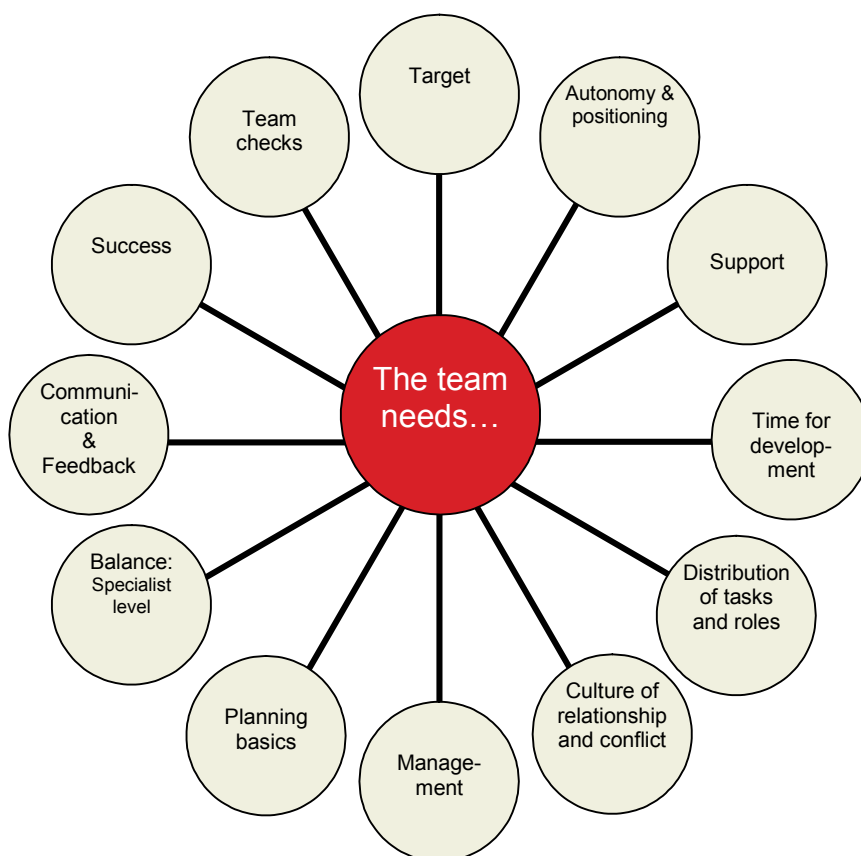 Target
Autonomy &
positioning
Support
Time for
develop-
ment
Distribution
of tasks
and roles
Culture of
relationship
and conflict
Manage-
ment
Planning
basics
Balance:
Specialist
level
Communi-
cation
&
Feedback
Success
Team
checks
The team
needs…